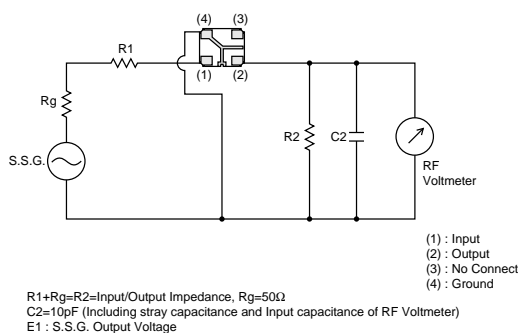 (4) (3)
R1
(1) (2)
Rg
R2
C2
S.S.G.
RF
Voltmeter
(1) : Input
(2) : Output
(3) : No Connect
(4) : Ground
R1+Rg=R2=Input/Output Impedance, Rg=50Ω
C2=10pF (Including stray capacitance and Input capacitance of RF Voltmeter)
E1 : S.S.G. Output Voltage